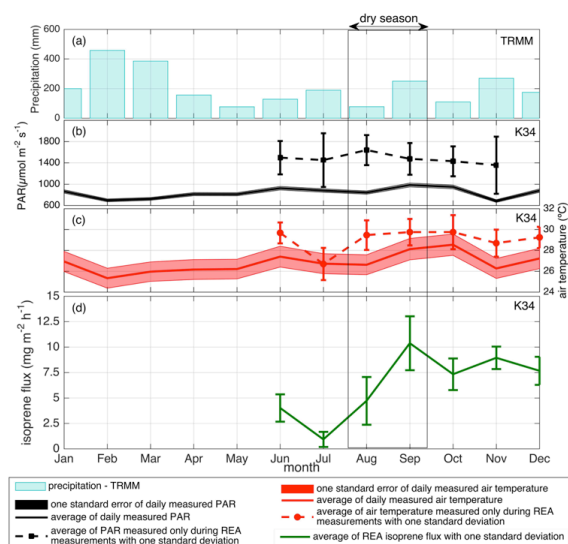 dry season
(a)
TRMM
600
400
200
0
Precipitation (mm)
(b)
K34
1800
1400
1000
600
PAR(μmol m⁻² s⁻¹)
(c)
K34
32
30
28
26
24
air temperature (ºC)
(d)
K34
15
12.5
10
7.5
5
2.5
0
isoprene flux (mg m⁻² h⁻¹)
Jan Feb Mar Apr May Jun Jul Aug Sep Oct Nov Dec
month
precipitation - TRMM
one standard error of daily measured PAR
average of daily measured PAR
average of PAR measured only during REA
measurements with one standard deviation
one standard error of daily measured air temperature
average of daily measured air temperature
average of air temperature measured only during REA
measurements with one standard deviation
average of REA isoprene flux with one standard deviation